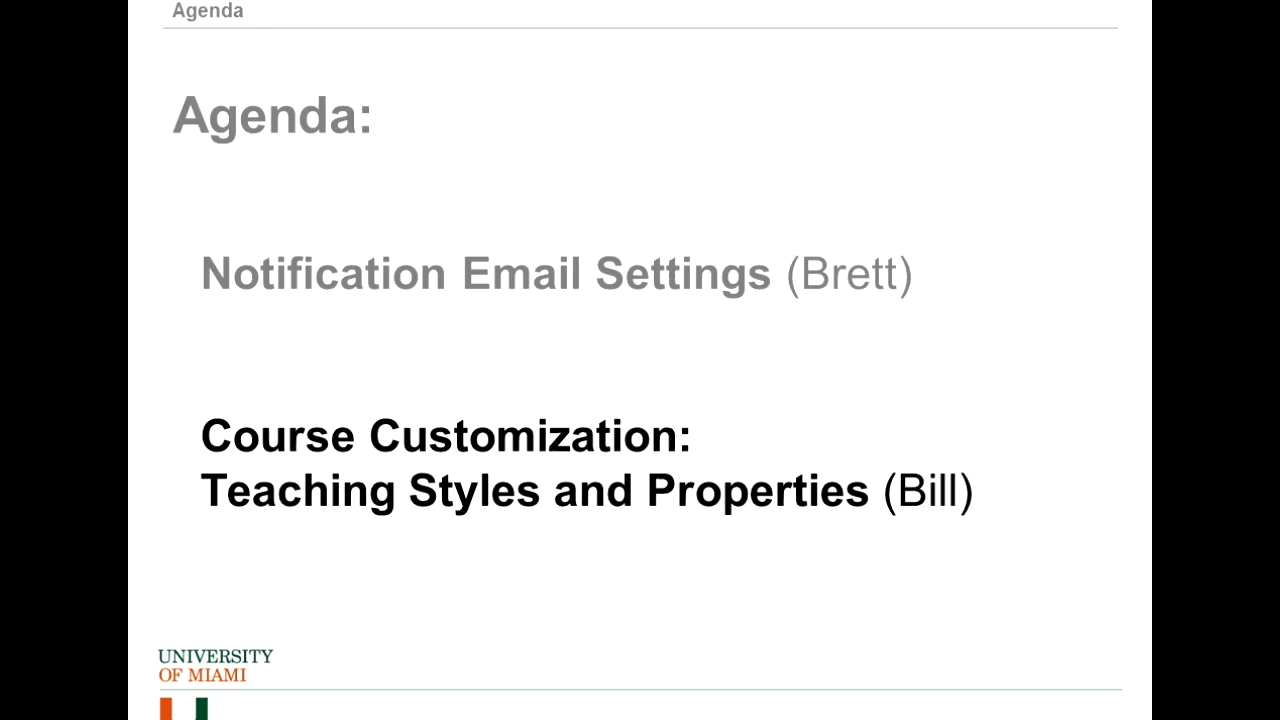 Agenda
Agenda:
Notification Email Settings (Brett)
Course Customization:
Teaching Styles and Properties (Bill)
UNIVERSITY
OF MIAMI